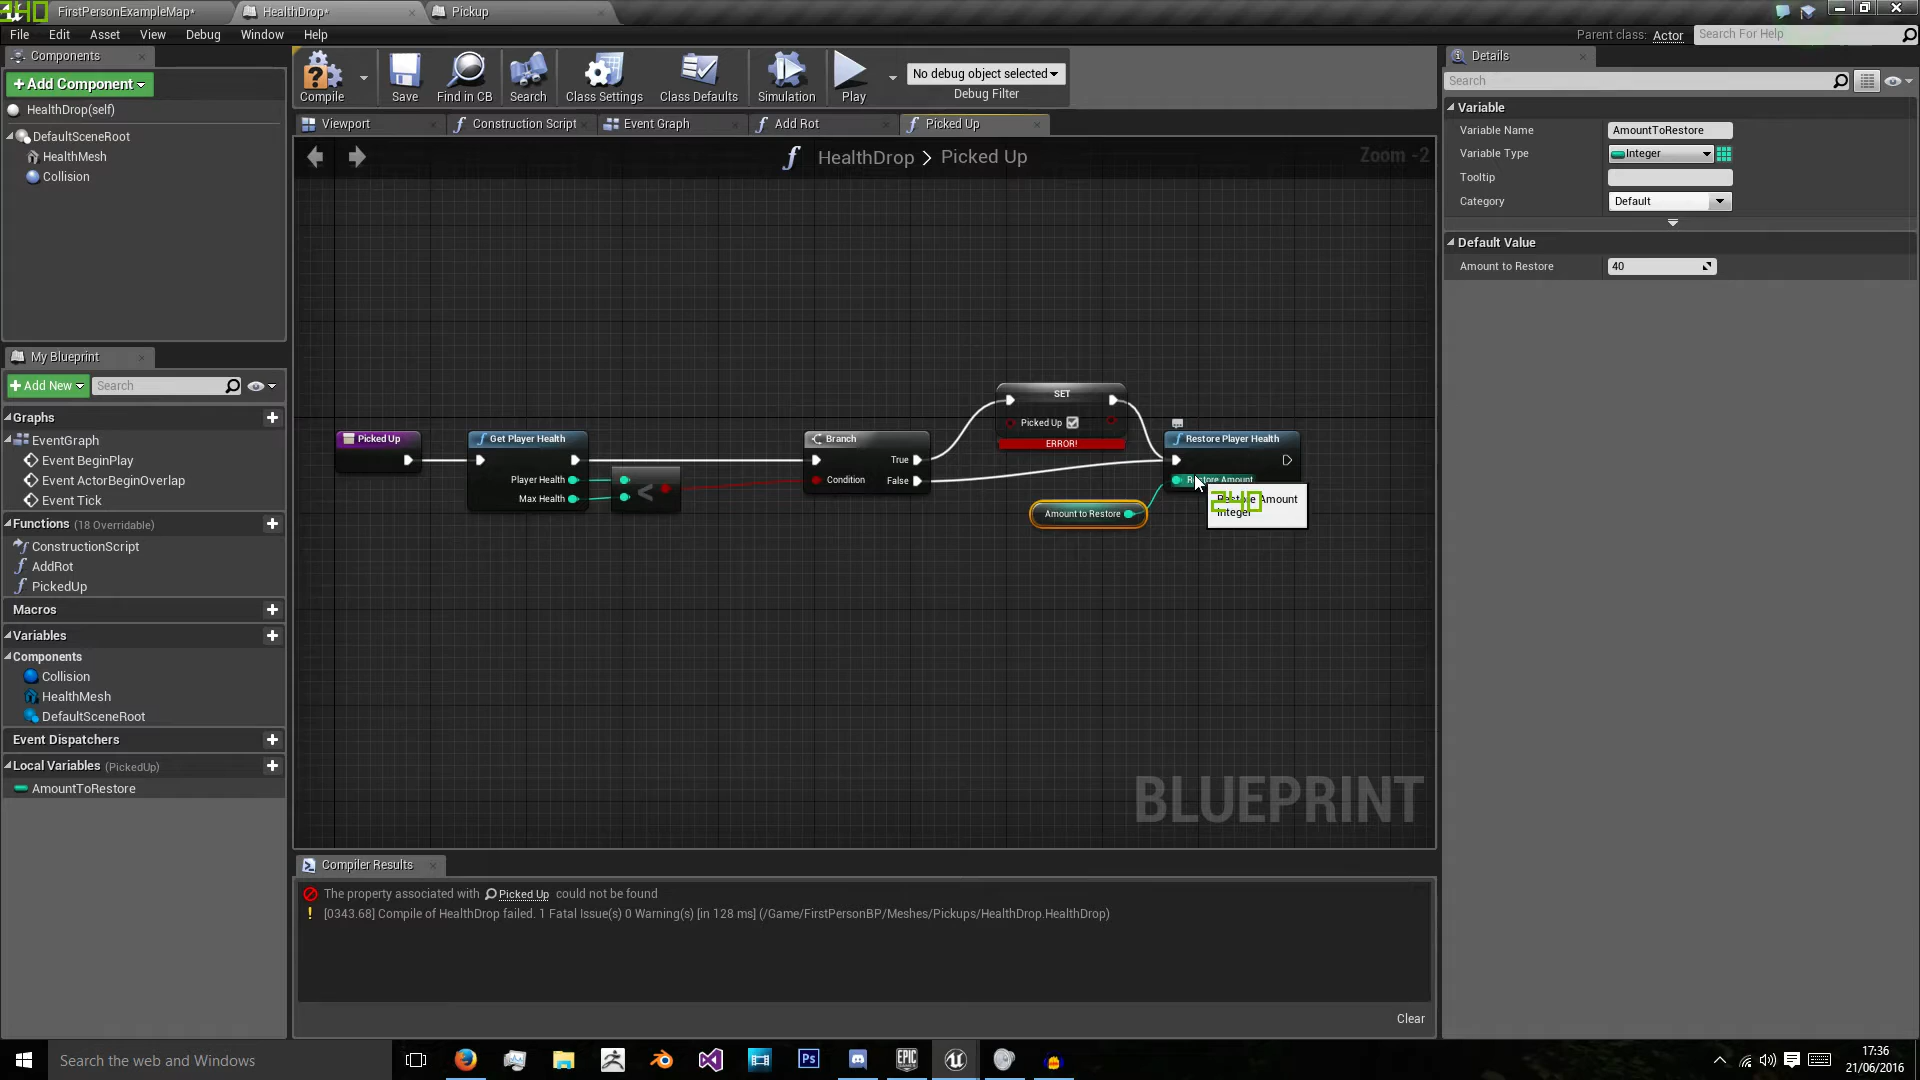 240
FirstPersonExampleMap*
HealthDrop*
Pickup
File Edit Asset View Debug Window Help
Parent class: Actor
Search For Help
Components
+Add Component
HealthDrop(self)
DefaultSceneRoot
HealthMesh
Collision
Compile
Save
Find in CB
Search
Class Settings
Class Defaults
Simulation
Play
No debug object selected
Debug Filter
Viewport
Construction Script
Event Graph
Add Rot
Picked Up
HealthDrop > Picked Up
Zoom -2
My Blueprint
+Add New
Search
Graphs
EventGraph
Event BeginPlay
Event ActorBeginOverlap
Event Tick
Functions (18 Overridable)
ConstructionScript
AddRot
PickedUp
Macros
Variables
Components
Collision
HealthMesh
DefaultSceneRoot
Event Dispatchers
Local Variables (PickedUp)
AmountToRestore
Picked Up
Get Player Health
Player Health
Max Health
<
Branch
True
Condition
False
SET
Picked Up
ERROR!
Restore Player Health
Restore Amount
Amount to Restore
Restore Amount
240
Integer
BLUEPRINT
Compiler Results
The property associated with Picked Up could not be found
! [0343.68] Compile of HealthDrop failed. 1 Fatal Issue(s) 0 Warning(s) [in 128 ms] (/Game/FirstPersonBP/Meshes/Pickups/HealthDrop.HealthDrop)
Clear
Details
Search
Variable
Variable Name AmountToRestore
Variable Type Integer
Tooltip
Category Default
Default Value
Amount to Restore 40
Search the web and Windows
Ps
EPIC
17:36
21/06/2016